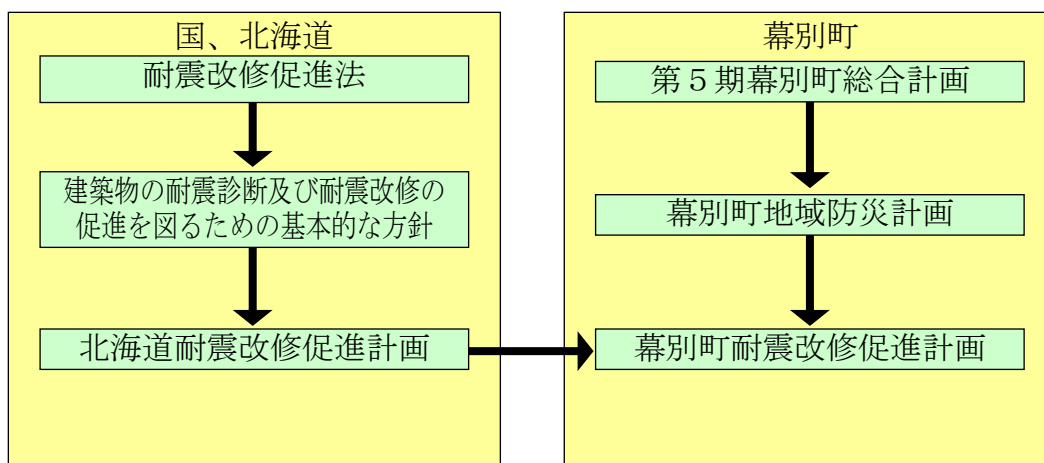 国、北海道
耐震改修促進法
建築物の耐震診断及び耐震改修の
促進を図るための基本的な方針
北海道耐震改修促進計画
幕別町
第５期幕別町総合計画
幕別町地域防災計画
幕別町耐震改修促進計画